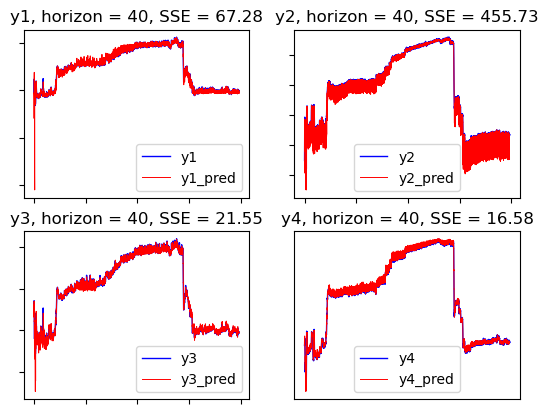 y1, horizon = 40, SSE = 67.28
y2, horizon = 40, SSE = 455.73
y1
y1_pred
y2
y2_pred
y3, horizon = 40, SSE = 21.55
y4, horizon = 40, SSE = 16.58
y3
y3_pred
y4
y4_pred